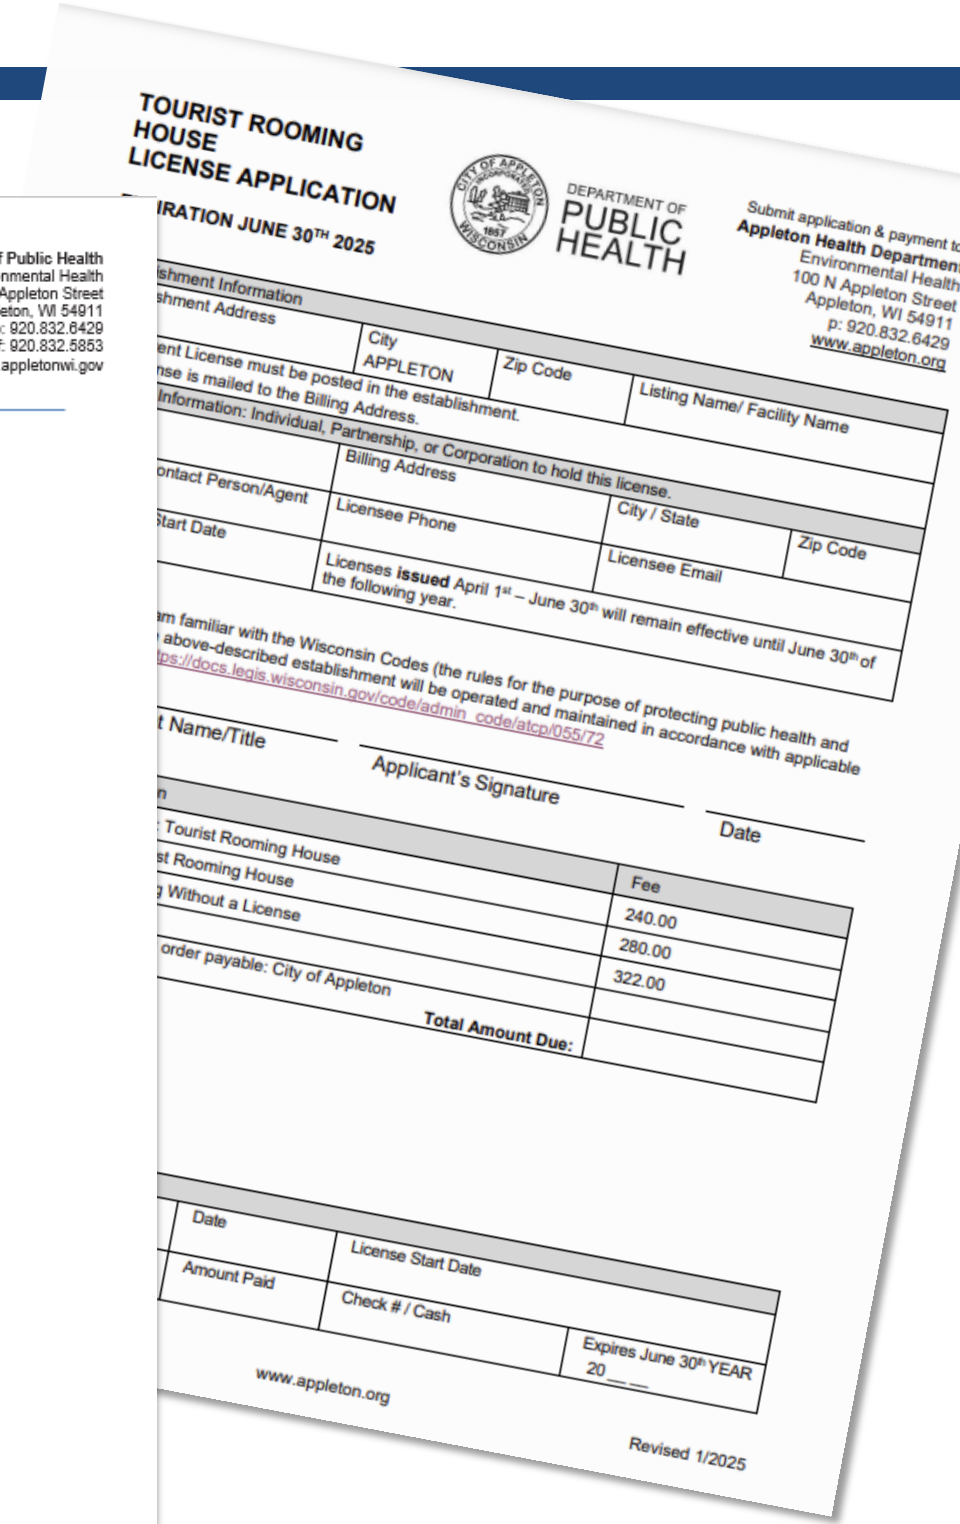 TOURIST ROOMING
HOUSE
LICENSE APPLICATION
IRATION JUNE 30TH 2025
CITY OF APPLETON
INCORPORATED
1857
WISCONSIN
DEPARTMENT OF
PUBLIC
HEALTH
Submit application & payment to
Appleton Health Department
Environmental Health
100 N Appleton Street
Appleton, WI 54911
p: 920.832.6429
www.appleton.org
f Public Health
nmental Health
Appleton Street
eton, WI 54911
: 920.832.6429
f: 920.832.5853
.appletonwi.gov
ishment Information
shment Address
City
APPLETON
Zip Code
Listing Name/ Facility Name
ent License must be posted in the establishment.
nse is mailed to the Billing Address.
Information: Individual, Partnership, or Corporation to hold this license.
Billing Address
City / State
Zip Code
ontact Person/Agent
Licensee Phone
Licensee Email
Start Date
Licenses issued April 1st – June 30th will remain effective until June 30th of
the following year.
am familiar with the Wisconsin Codes (the rules for the purpose of protecting public health and
above-described establishment will be operated and maintained in accordance with applicable
tps://docs.legis.wisconsin.gov/code/admin_code/atcp/055/72
t Name/Title
Applicant's Signature
Date
n
Fee
: Tourist Rooming House
240.00
st Rooming House
280.00
g Without a License
322.00
order payable: City of Appleton
Total Amount Due:
Date
License Start Date
Amount Paid
Check # / Cash
Expires June 30th YEAR
20__ __
www.appleton.org
Revised 1/2025